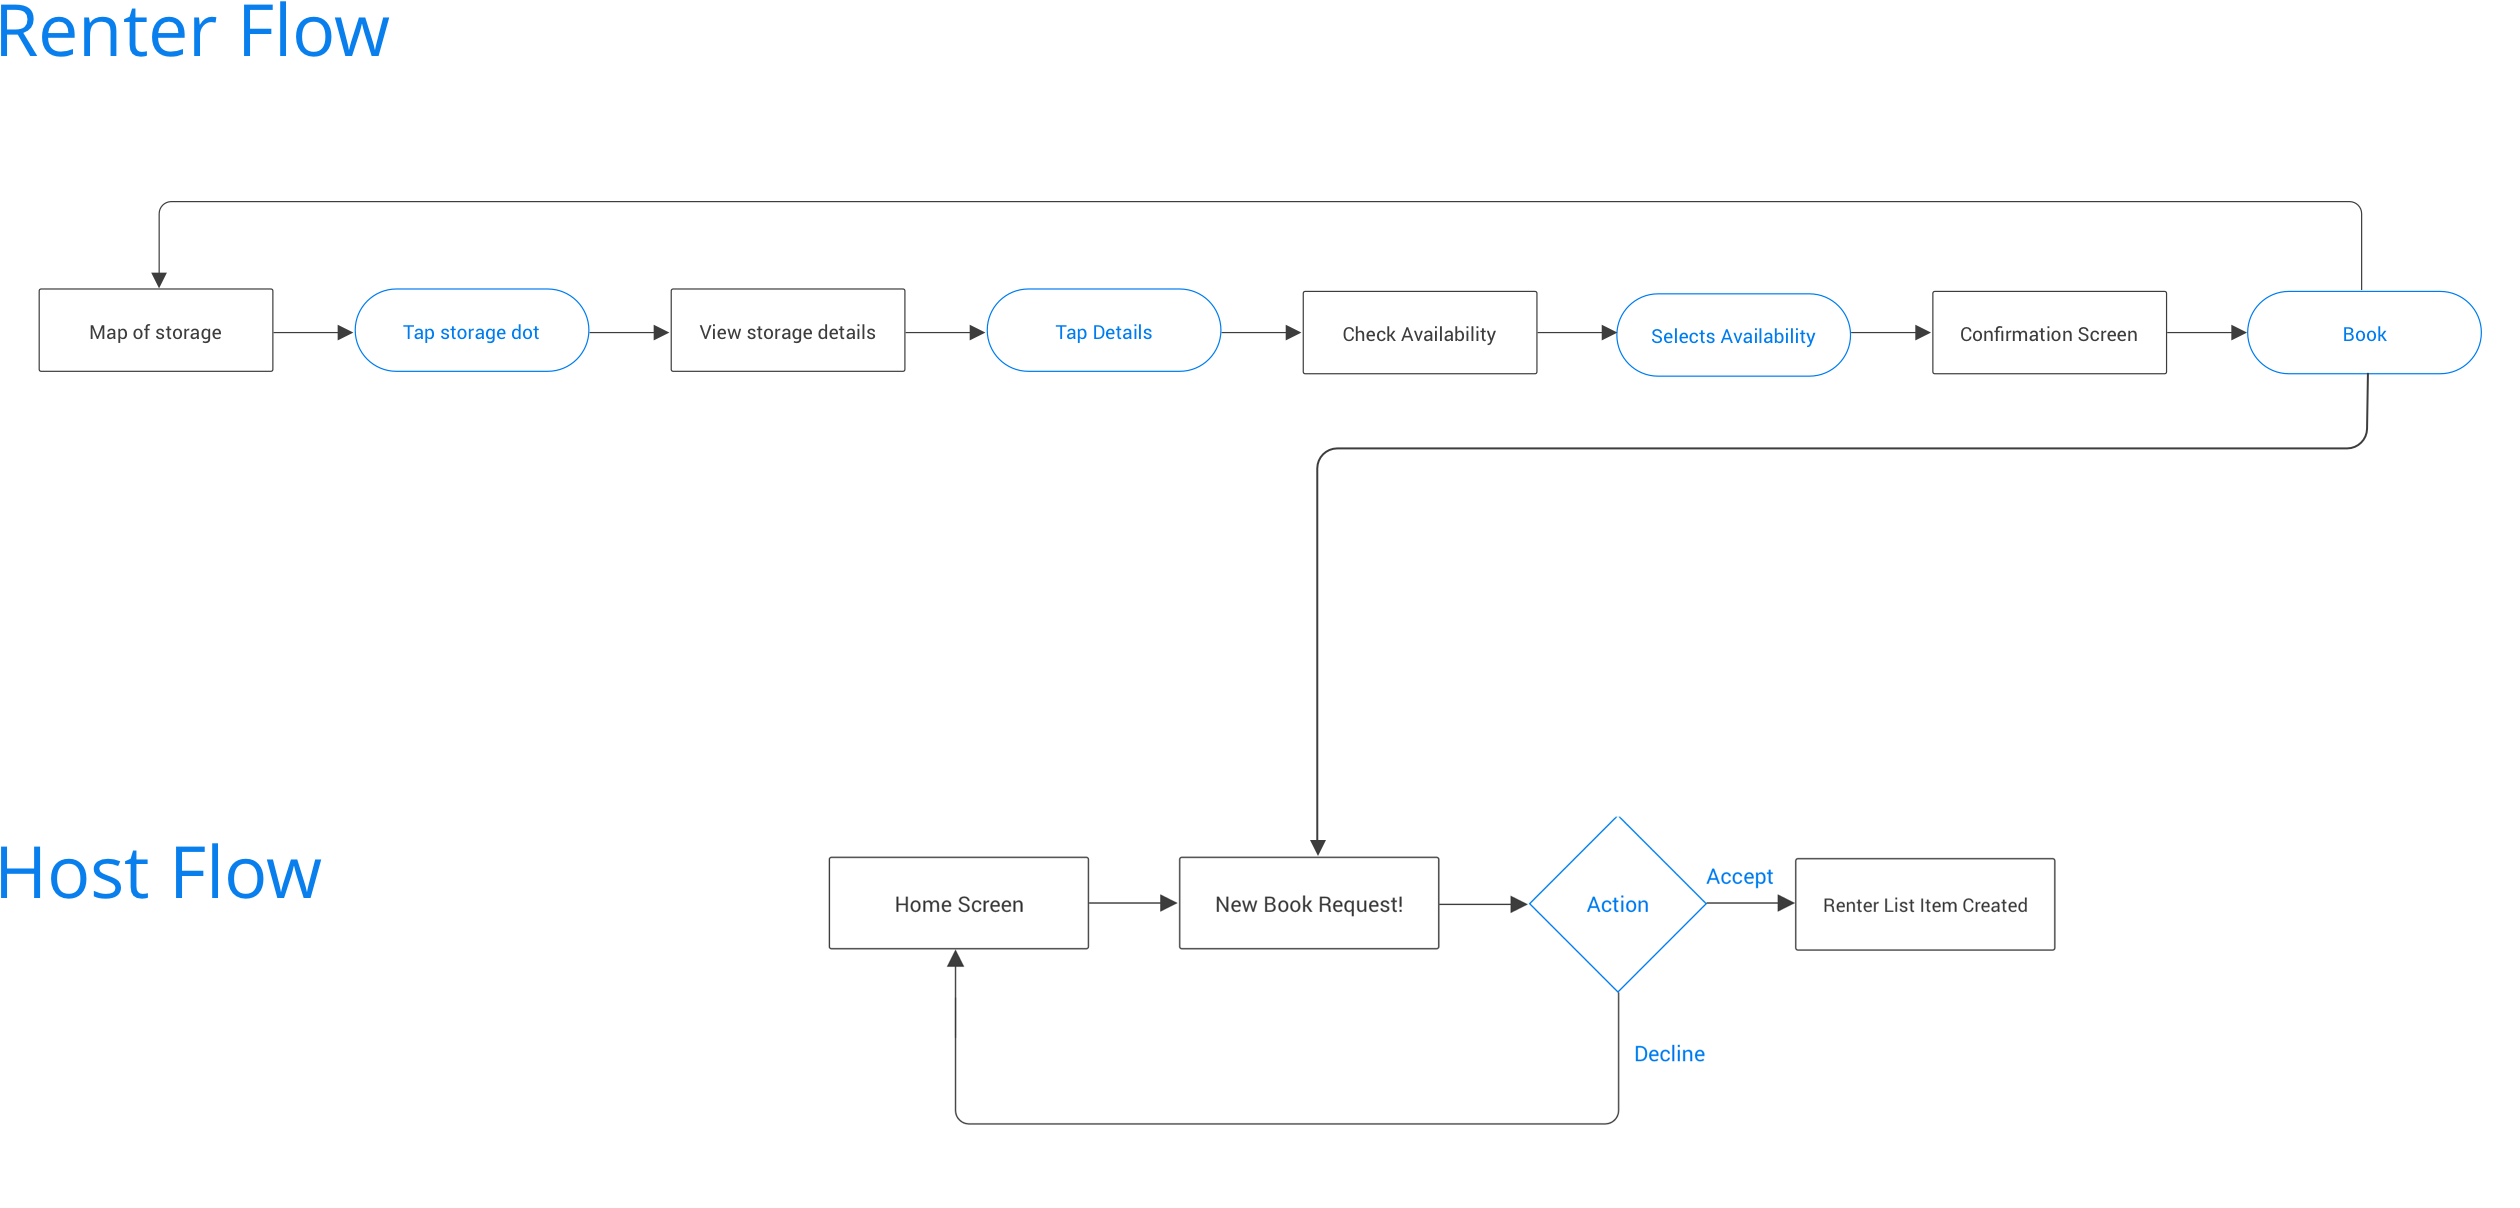 Renter Flow
Map of storage
Tap storage dot
View storage details
Tap Details
Check Availability
Selects Availability
Confirmation Screen
Book
Host Flow
Home Screen
New Book Request!
Action
Accept
Renter List Item Created
Decline